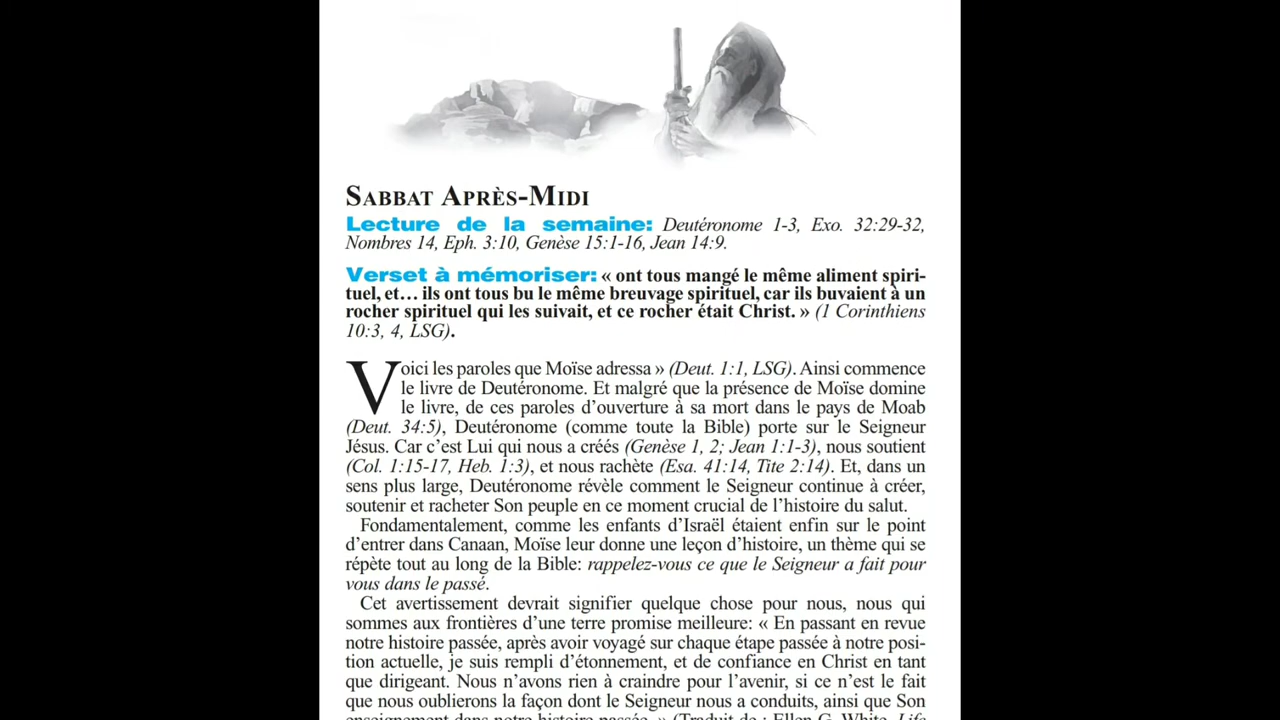 Sabbat Après-Midi
Lecture de la semaine: Deutéronome 1-3, Exo. 32:29-32,
Nombres 14, Eph. 3:10, Genèse 15:1-16, Jean 14:9.
Verset à mémoriser: « ont tous mangé le même aliment spiri-
tuel, et… ils ont tous bu le même breuvage spirituel, car ils buvaient à un
rocher spirituel qui les suivait, et ce rocher était Christ. » (1 Corinthiens
10:3, 4, LSG).
Voici les paroles que Moïse adressa » (Deut. 1:1, LSG). Ainsi commence
le livre de Deutéronome. Et malgré que la présence de Moïse domine
le livre, de ces paroles d’ouverture à sa mort dans le pays de Moab
(Deut. 34:5), Deutéronome (comme toute la Bible) porte sur le Seigneur
Jésus. Car c’est Lui qui nous a créés (Genèse 1, 2; Jean 1:1-3), nous soutient
(Col. 1:15-17, Heb. 1:3), et nous rachète (Esa. 41:14, Tite 2:14). Et, dans un
sens plus large, Deutéronome révèle comment le Seigneur continue à créer,
soutenir et racheter Son peuple en ce moment crucial de l’histoire du salut.
Fondamentalement, comme les enfants d’Israël étaient enfin sur le point
d’entrer dans Canaan, Moïse leur donne une leçon d’histoire, un thème qui se
répète tout au long de la Bible: rappelez-vous ce que le Seigneur a fait pour
vous dans le passé.
Cet avertissement devrait signifier quelque chose pour nous, nous qui
sommes aux frontières d’une terre promise meilleure: « En passant en revue
notre histoire passée, après avoir voyagé sur chaque étape passée à notre posi-
tion actuelle, je suis rempli d’étonnement, et de confiance en Christ en tant
que dirigeant. Nous n’avons rien à craindre pour l’avenir, si ce n’est le fait
que nous oublierons la façon dont le Seigneur nous a conduits, ainsi que Son
enseignement dans notre histoire passée. » (Traduit de : Ellen G. White, Life